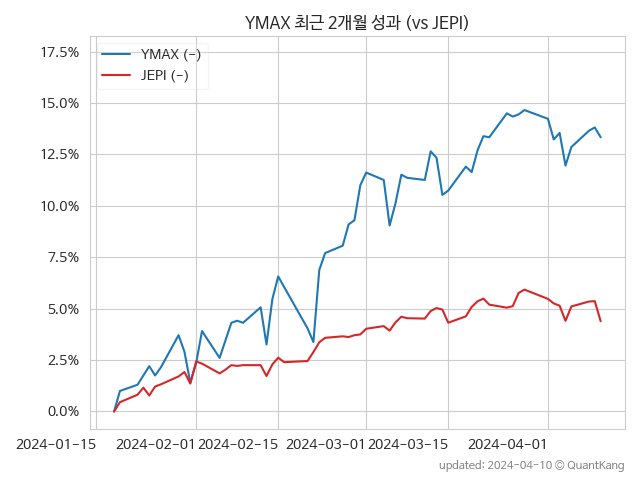 YMAX 최근 2개월 성과 (vs JEPI)
17.5%
YMAX (-)
JEPI (-)
15.0%
12.5%
10.0%
7.5%
5.0%
2.5%
0.0%
2024-01-15 2024-02-01 2024-02-15 2024-03-01 2024-03-15 2024-04-01
updated: 2024-04-10 © QuantKang